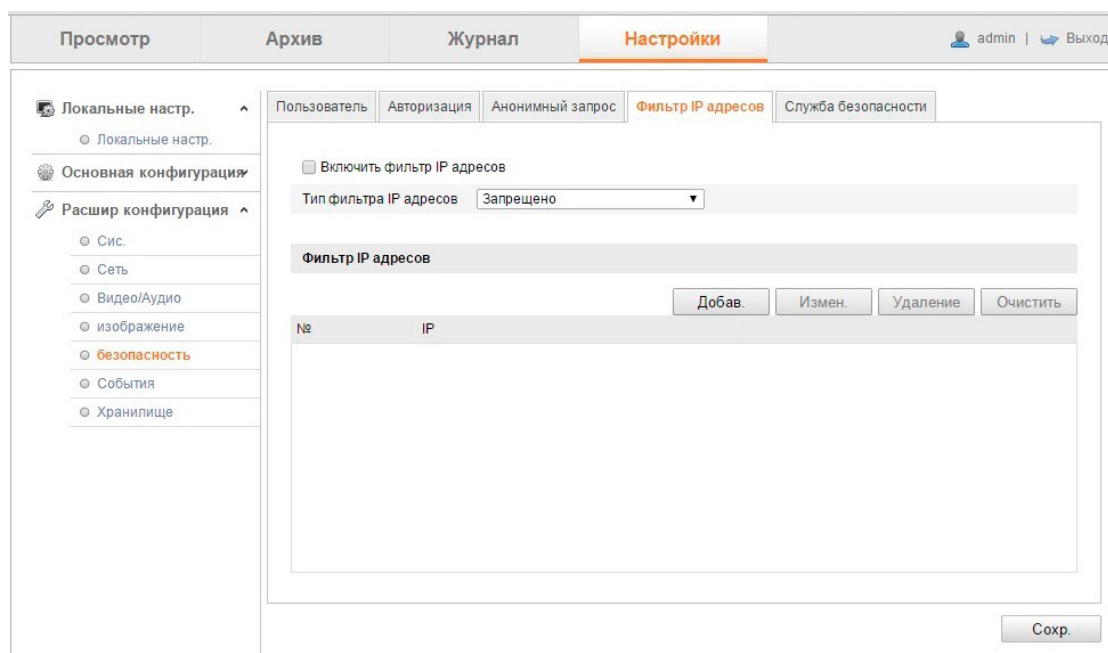 Просмотр Архив Журнал Настройки admin | Выход
Локальные настр.
Локальные настр.
Основная конфигурация
Расшир конфигурация
Сис.
Сеть
Видео/Аудио
изображение
безопасность
События
Хранилище
Пользователь Авторизация Анонимный запрос Фильтр IP адресов Служба безопасности
Включить фильтр IP адресов
Тип фильтра IP адресов Запрещено
Фильтр IP адресов
Добав. Измен. Удаление Очистить
№ IP
Сохр.